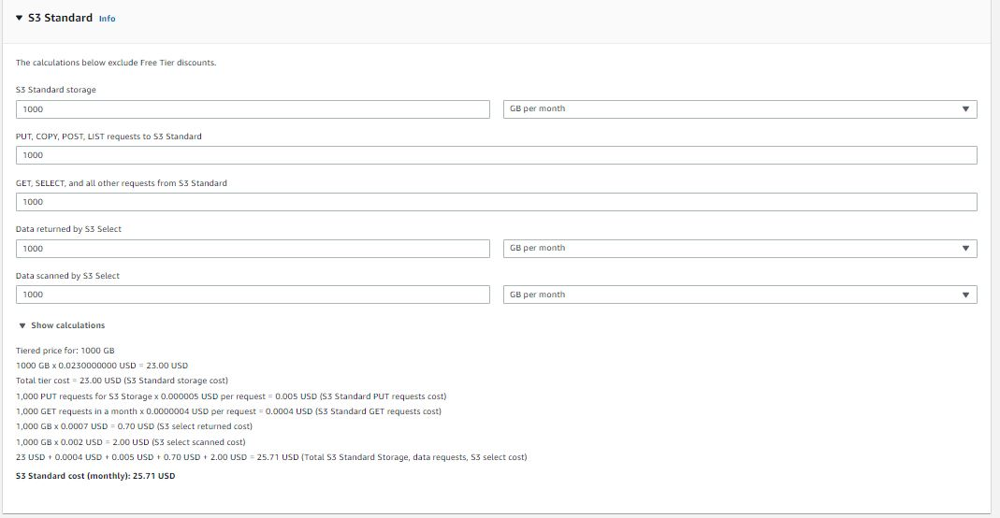 S3 Standard Info
The calculations below exclude Free Tier discounts.
S3 Standard storage
1000 GB per month
PUT, COPY, POST, LIST requests to S3 Standard
1000
GET, SELECT, and all other requests from S3 Standard
1000
Data returned by S3 Select
1000 GB per month
Data scanned by S3 Select
1000 GB per month
Show calculations
Tiered price for: 1000 GB
1000 GB x 0.0230000000 USD = 23.00 USD
Total tier cost = 23.00 USD (S3 Standard storage cost)
1,000 PUT requests for S3 Storage x 0.000005 USD per request = 0.005 USD (S3 Standard PUT requests cost)
1,000 GET requests in a month x 0.0000004 USD per request = 0.0004 USD (S3 Standard GET requests cost)
1,000 GB x 0.0007 USD = 0.70 USD (S3 select returned cost)
1,000 GB x 0.002 USD = 2.00 USD (S3 select scanned cost)
23 USD + 0.0004 USD + 0.005 USD + 0.70 USD + 2.00 USD = 25.71 USD (Total S3 Standard Storage, data requests, S3 select cost)
S3 Standard cost (monthly): 25.71 USD